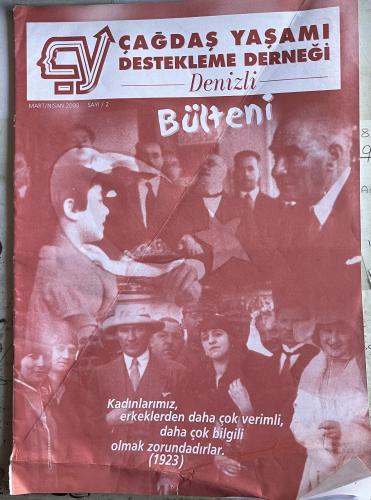 ÇAĞDAŞ YAŞAMI
DESTEKLEME DERNEĞİ
Denizli
MART/NİSAN 2000 SAYI / 2
Bülteni
Kadınlarımız,
erkeklerden daha çok verimli,
daha çok bilgili
olmak zorundadırlar.
(1923)